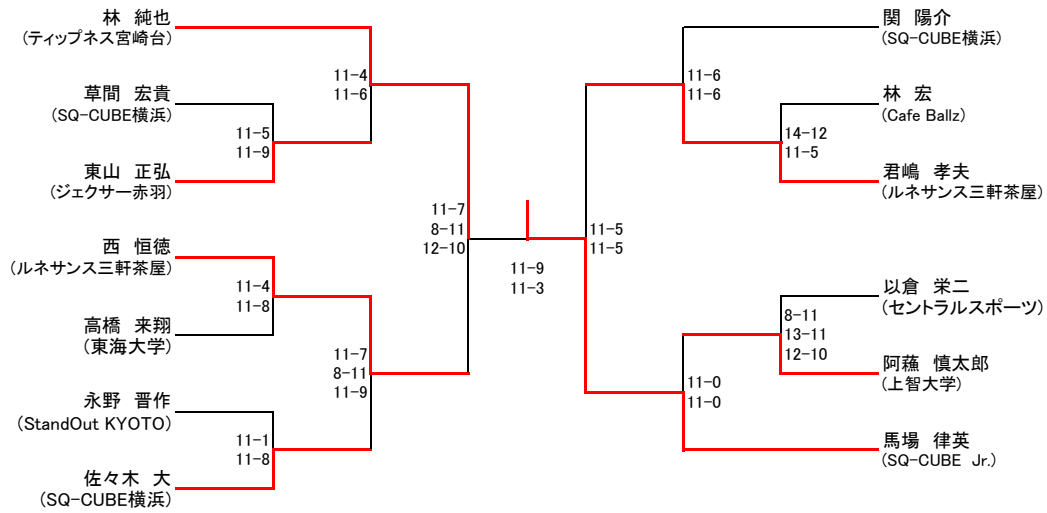 林 純也
(ティップネス宮崎台)
草間 宏貴
(SQ-CUBE横浜)
東山 正弘
(ジェクサー赤羽)
西 恒徳
(ルネサンス三軒茶屋)
高橋 来翔
(東海大学)
永野 晋作
(StandOut KYOTO)
佐々木 大
(SQ-CUBE横浜)
11-5
11-9
11-4
11-8
11-1
11-8
11-4
11-6
11-7
8-11
11-9
11-7
8-11
12-10
11-9
11-3
11-5
11-5
11-6
11-6
11-0
11-0
14-12
11-5
8-11
13-11
12-10
関 陽介
(SQ-CUBE横浜)
林 宏
(Cafe Ballz)
君嶋 孝夫
(ルネサンス三軒茶屋)
以倉 栄二
(セントラルスポーツ)
阿蕬 慎太郎
(上智大学)
馬場 律英
(SQ-CUBE Jr.)